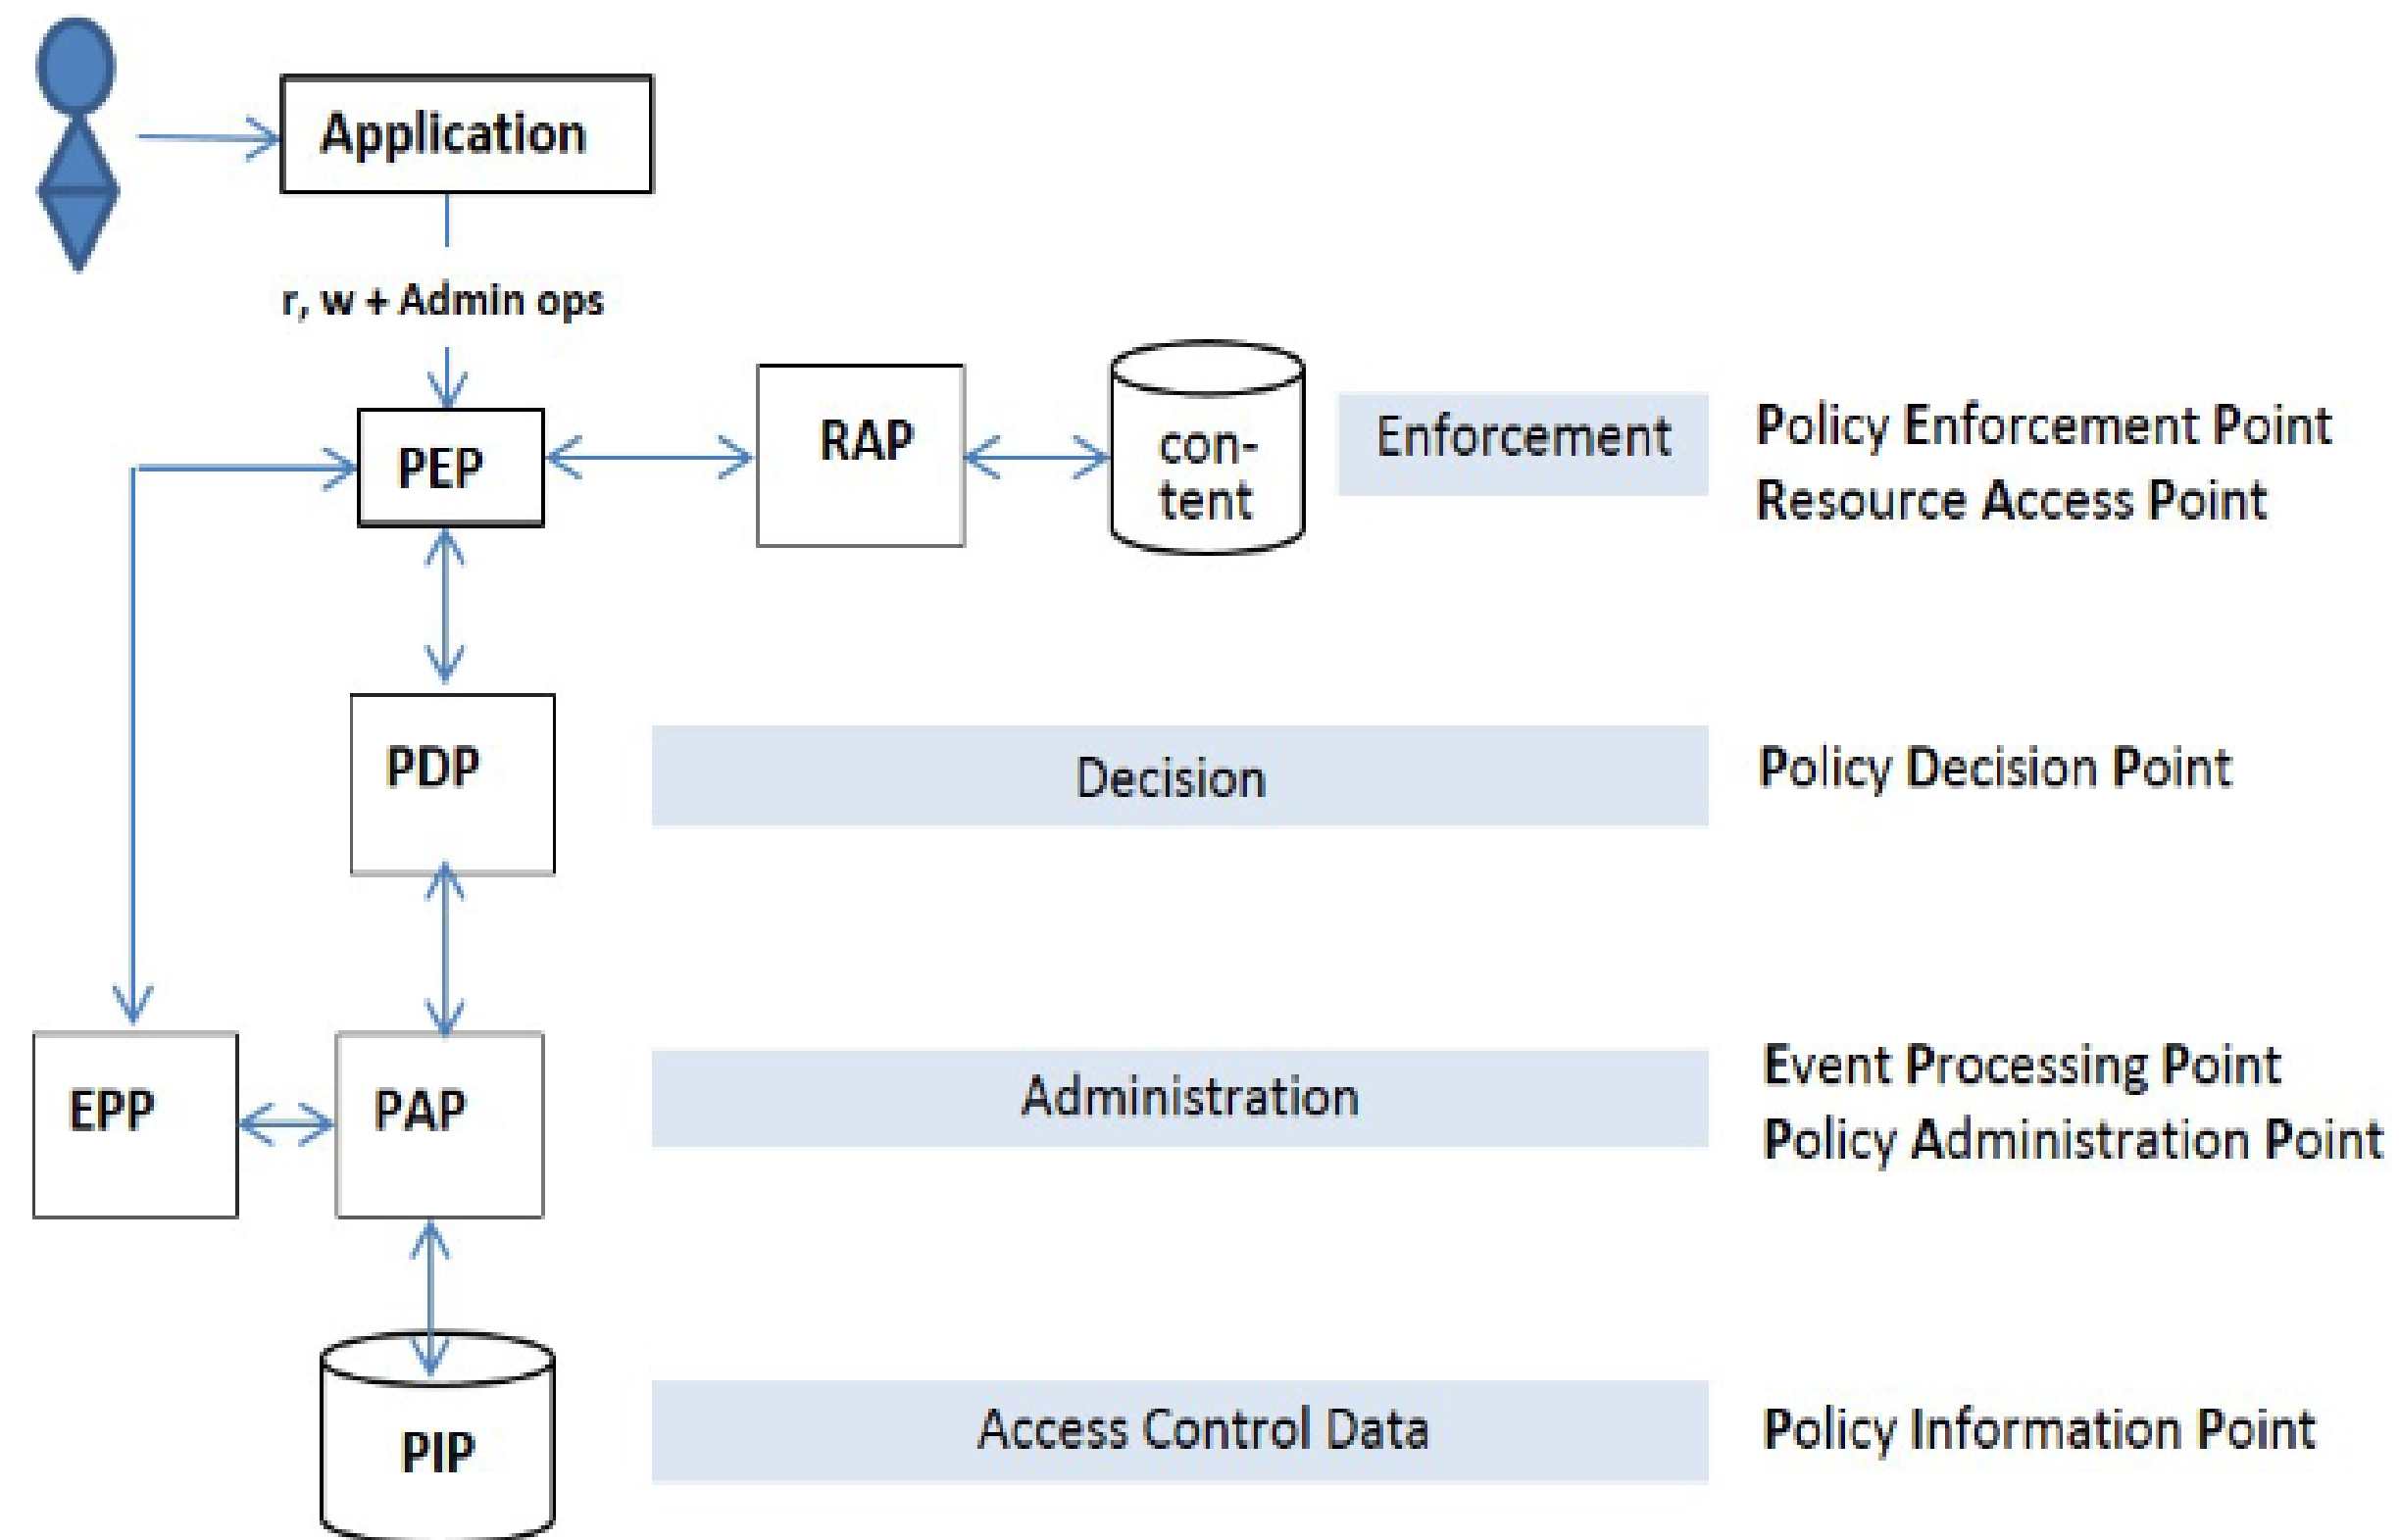 Application
r, w + Admin ops
PEP
RAP
con-
tent
Enforcement
Policy Enforcement Point
Resource Access Point
PDP
Decision
Policy Decision Point
EPP
PAP
Administration
Event Processing Point
Policy Administration Point
PIP
Access Control Data
Policy Information Point